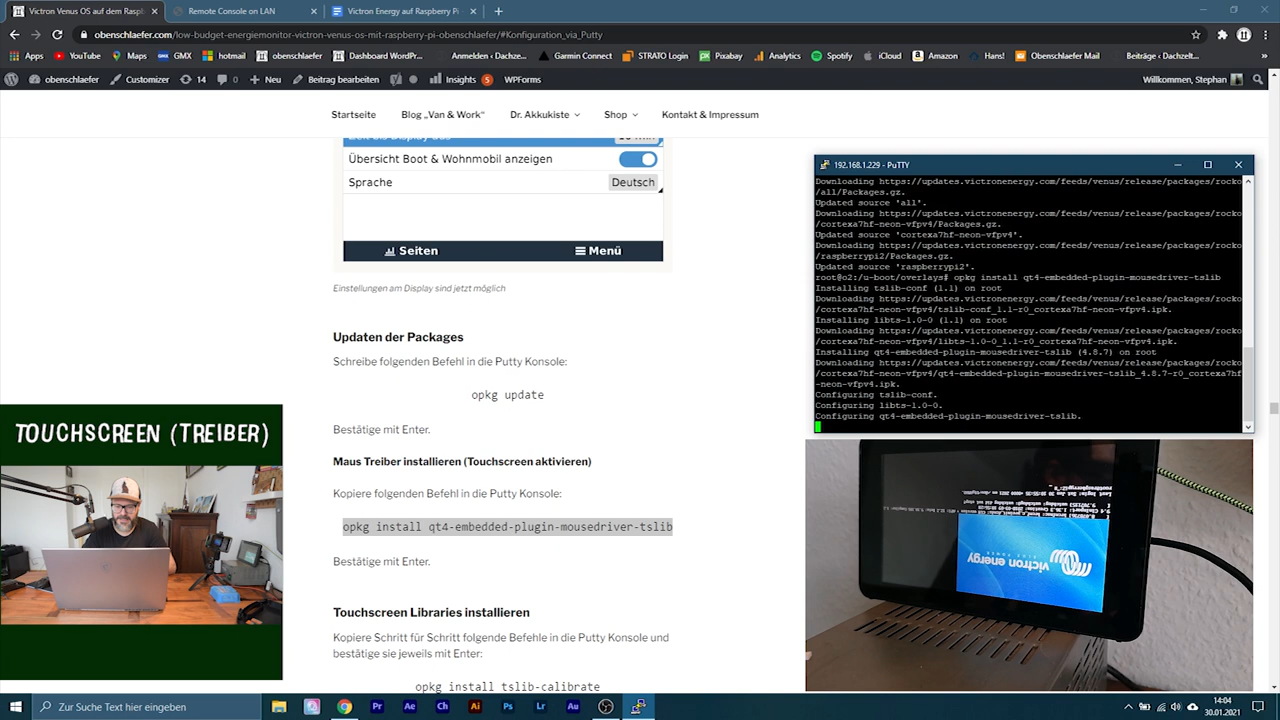 Victron Venus OS auf dem Rasp
Remote Console on LAN
Victron Energy auf Raspberry Pi
obenschlaefer.com/low-budget-energiemonitor-victron-venus-os-mit-raspberry-pi-obenschlaefer/#Konfiguration_via_Putty
Apps YouTube Maps GMX hotmail obenschlaefer Dashboard WordPre... Anmelden ‹ Dachze... Garmin Connect STRATO Login Pixabay Analytics Spotify iCloud Amazon Hans! Obenschlaefer Mail Beiträge ‹ Dachzelt...
obenschlaefer Customizer 14 0 Neu Beitrag bearbeiten Insights 5 WPForms Willkommen, Stephan
Startseite Blog „Van & Work“ Dr. Akkukiste Shop Kontakt & Impressum
Übersicht Boot & Wohnmobil anzeigen
Sprache Deutsch
Seiten Menü
Einstellungen am Display sind jetzt möglich
Updaten der Packages
Schreibe folgenden Befehl in die Putty Konsole:
opkg update
Bestätige mit Enter.
Maus Treiber installieren (Touchscreen aktivieren)
Kopiere folgenden Befehl in die Putty Konsole:
opkg install qt4-embedded-plugin-mousedriver-tslib
Bestätige mit Enter.
Touchscreen Libraries installieren
Kopiere Schritt für Schritt folgende Befehle in die Putty Konsole und
bestätige sie jeweils mit Enter:
opkg install tslib-calibrate
192.168.1.229 - PuTTY
Downloading https://updates.victronenergy.com/feeds/venus/release/packages/rocko
/all/Packages.gz.
Updated source 'all'.
Downloading https://updates.victronenergy.com/feeds/venus/release/packages/rocko
/cortexa7hf-neon-vfpv4/Packages.gz.
Updated source 'cortexa7hf-neon-vfpv4'.
Downloading https://updates.victronenergy.com/feeds/venus/release/packages/rocko
/raspberrypi2/Packages.gz.
Updated source 'raspberrypi2'.
root@o2:/u-boot/overlays# opkg install qt4-embedded-plugin-mousedriver-tslib
Installing tslib-conf (1.1) on root
Downloading https://updates.victronenergy.com/feeds/venus/release/packages/rocko
/cortexa7hf-neon-vfpv4/tslib-conf_1.1-r0_cortexa7hf-neon-vfpv4.ipk.
Installing libts-1.0-0 (1.1) on root
Downloading https://updates.victronenergy.com/feeds/venus/release/packages/rocko
/cortexa7hf-neon-vfpv4/libts-1.0-0_1.1-r0_cortexa7hf-neon-vfpv4.ipk.
Installing qt4-embedded-plugin-mousedriver-tslib (4.8.7) on root
Downloading https://updates.victronenergy.com/feeds/venus/release/packages/rocko
/cortexa7hf-neon-vfpv4/qt4-embedded-plugin-mousedriver-tslib_4.8.7-r0_cortexa7hf
-neon-vfpv4.ipk.
Configuring tslib-conf.
Configuring libts-1.0-0.
Configuring qt4-embedded-plugin-mousedriver-tslib.
TOUCHSCREEN (TREIBER)
victron energy
BLUE POWER
Zur Suche Text hier eingeben
Pr Ae Ch Ai Ps Lr Au
14:04
30.01.2021